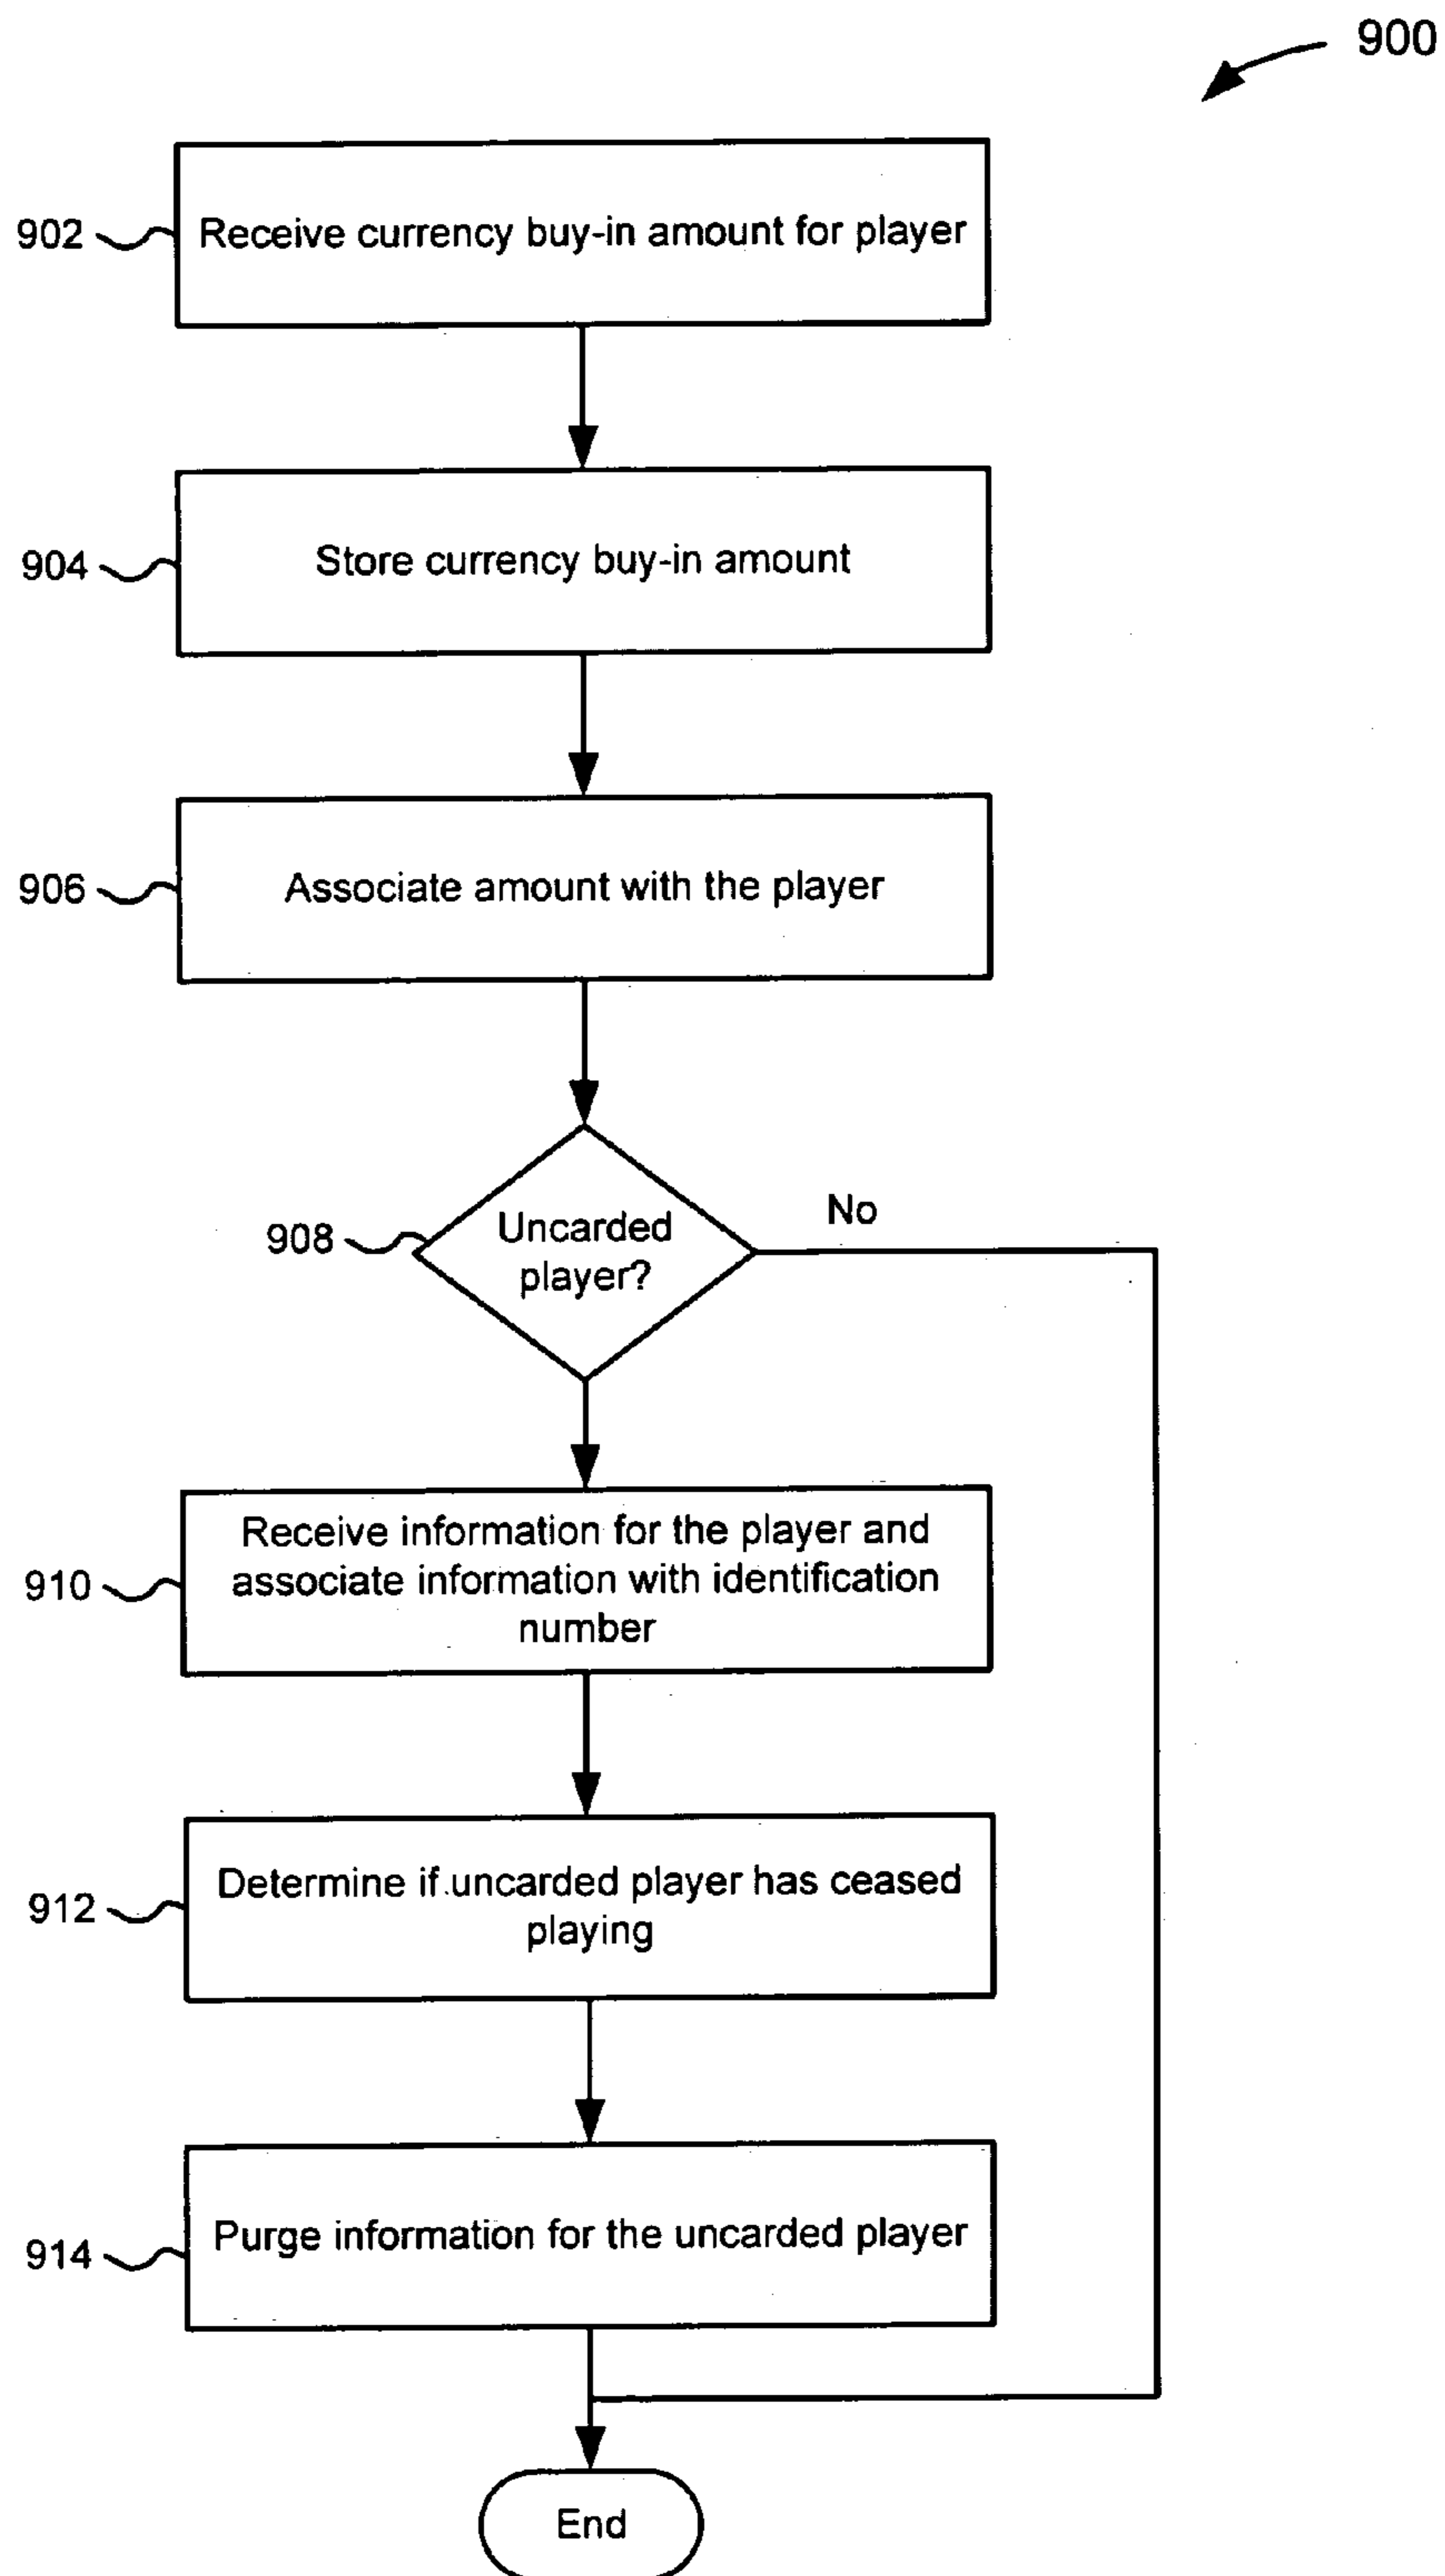 900
902
Receive currency buy-in amount for player
904
Store currency buy-in amount
906
Associate amount with the player
908
Uncarded
player?
No
910
Receive information for the player and
associate information with identification
number
912
Determine if uncarded player has ceased
playing
914
Purge information for the uncarded player
End